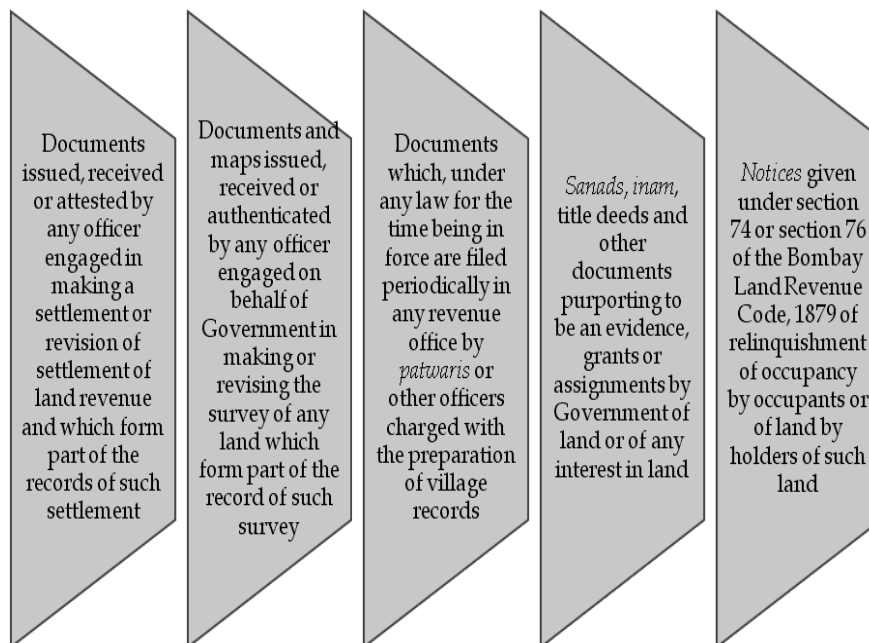 Documents
issued, received
or attested by
any officer
engaged in
making a
settlement or
revision of
settlement of
land revenue
and which form
part of the
records of such
settlement
Documents and
maps issued,
received or
authenticated
by any officer
engaged on
behalf of
Government in
making or
revising the
survey of any
land which
form part of the
record of such
survey
Documents
which, under
any law for the
time being in
force are filed
periodically in
any revenue
office by
patwaris or
other officers
charged with
the preparation
of village
records
Sanads, inam,
title deeds and
other
documents
purporting to
be an evidence,
grants or
assignments by
Government of
land or of any
interest in land
Notices given
under section
74 or section 76
of the Bombay
Land Revenue
Code, 1879 of
relinquishment
of occupancy
by occupants or
of land by
holders of such
land